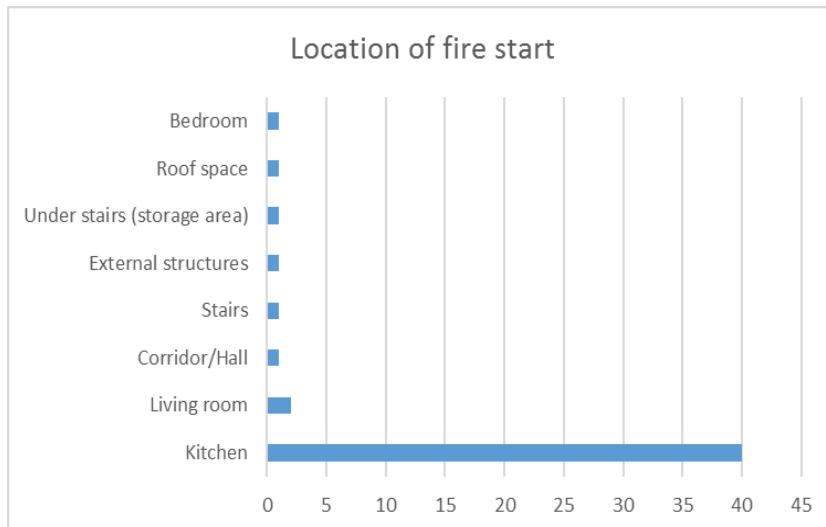 Location of fire start
Bedroom
Roof space
Under stairs (storage area)
External structures
Stairs
Corridor/Hall
Living room
Kitchen
0 5 10 15 20 25 30 35 40 45